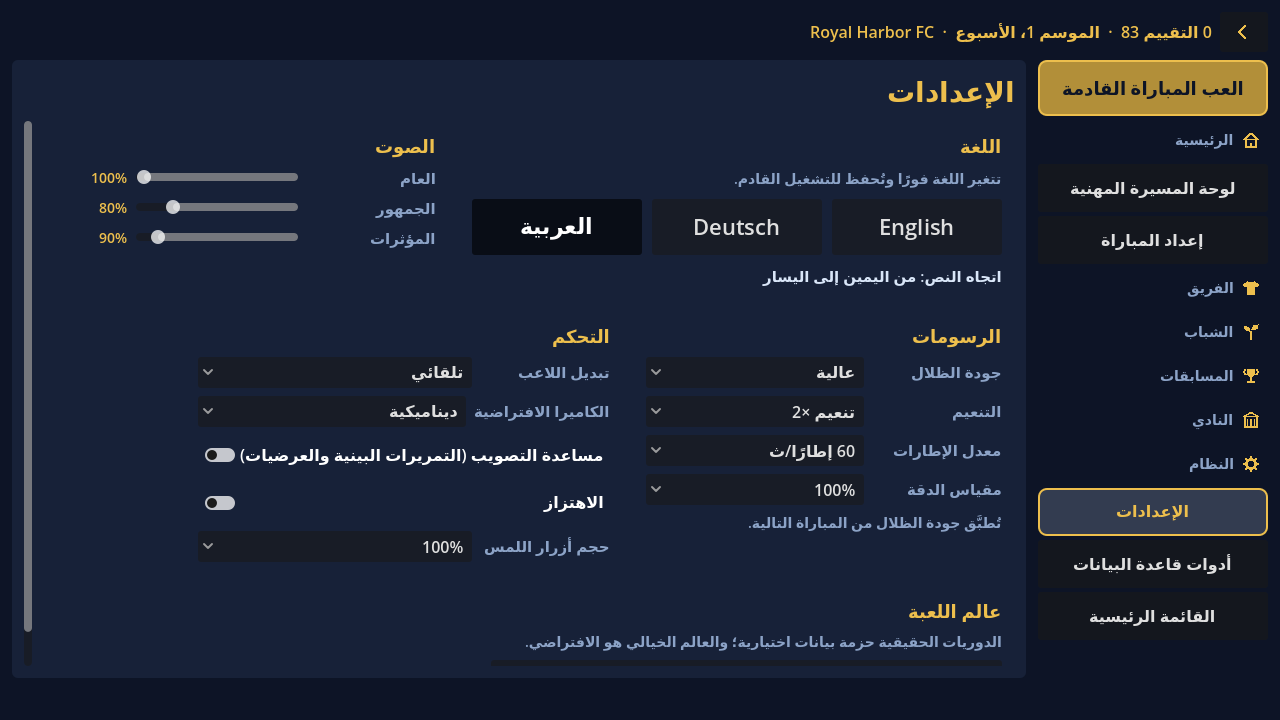 Royal Harbor FC · الموسم 1، الأسبوع 0 · التقييم 83
العب المباراة القادمة
الرئيسية
لوحة المسيرة المهنية
إعداد المباراة
الفريق
الشباب
المسابقات
النادي
النظام
الإعدادات
أدوات قاعدة البيانات
القائمة الرئيسية
الإعدادات
اللغة
تتغير اللغة فورًا وتُحفظ للتشغيل القادم.
English
Deutsch
العربية
اتجاه النص: من اليمين إلى اليسار
الصوت
العام 100%
الجمهور 80%
المؤثرات 90%
الرسومات
جودة الظلال عالية
التنعيم تنعيم ×2
معدل الإطارات 60 إطارًا/ث
مقياس الدقة 100%
تُطبَّق جودة الظلال من المباراة التالية.
التحكم
تبديل اللاعب تلقائي
الكاميرا الافتراضية ديناميكية
مساعدة التصويب (التمريرات البينية والعرضيات)
الاهتزاز
حجم أزرار اللمس 100%
عالم اللعبة
الدوريات الحقيقية حزمة بيانات اختيارية؛ والعالم الخيالي هو الافتراضي.